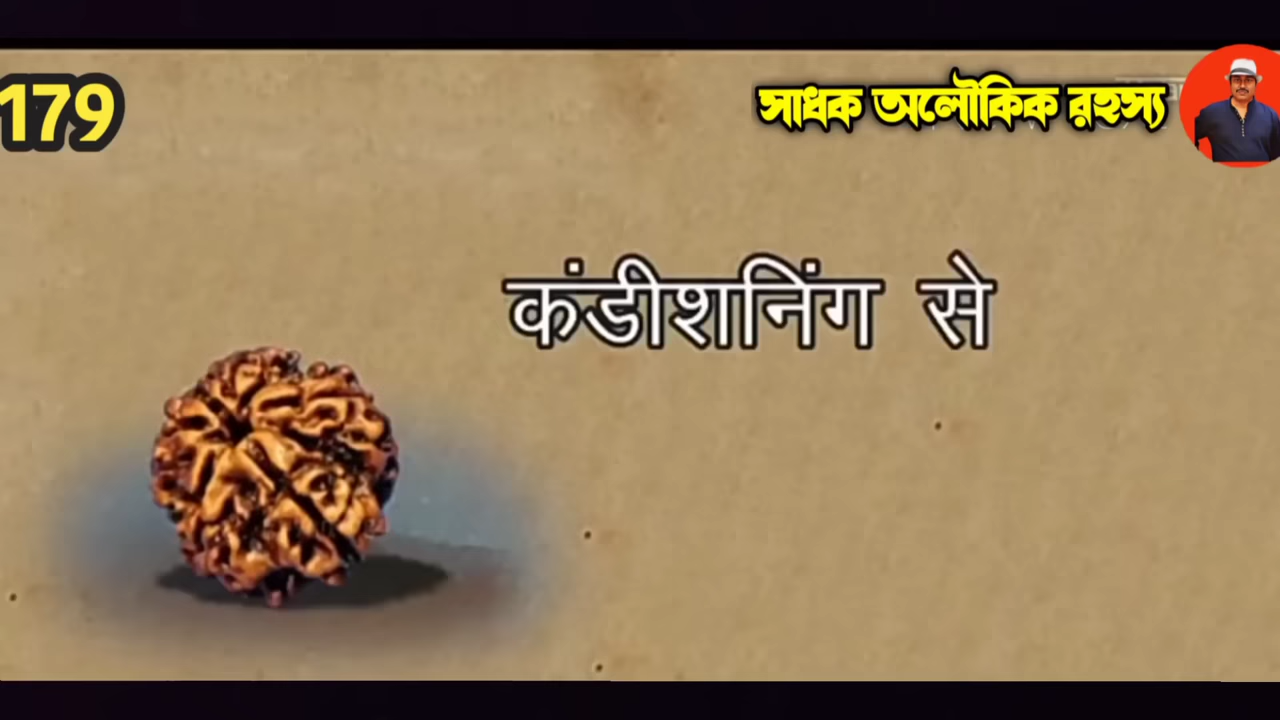 179
সাধক অলৌকিক রহস্য
कंडीशनिंग से